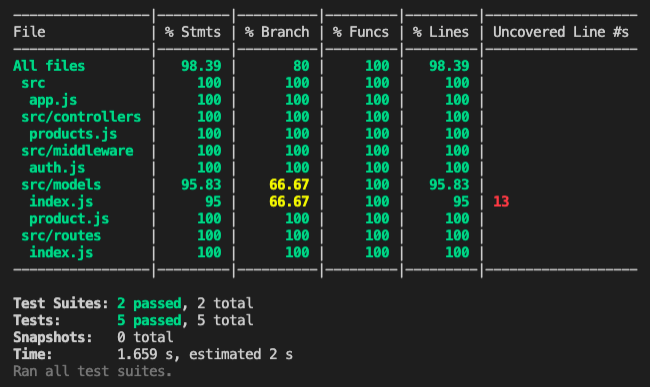 File | % Stmts | % Branch | % Funcs | % Lines | Uncovered Line #s
All files | 98.39 | 80 | 100 | 98.39 |
src | 100 | 100 | 100 | 100 |
app.js | 100 | 100 | 100 | 100 |
src/controllers | 100 | 100 | 100 | 100 |
products.js | 100 | 100 | 100 | 100 |
src/middleware | 100 | 100 | 100 | 100 |
auth.js | 100 | 100 | 100 | 100 |
src/models | 95.83 | 66.67 | 100 | 95.83 |
index.js | 95 | 66.67 | 100 | 95 | 13
product.js | 100 | 100 | 100 | 100 |
src/routes | 100 | 100 | 100 | 100 |
index.js | 100 | 100 | 100 | 100 |
Test Suites: 2 passed, 2 total
Tests: 5 passed, 5 total
Snapshots: 0 total
Time: 1.659 s, estimated 2 s
Ran all test suites.